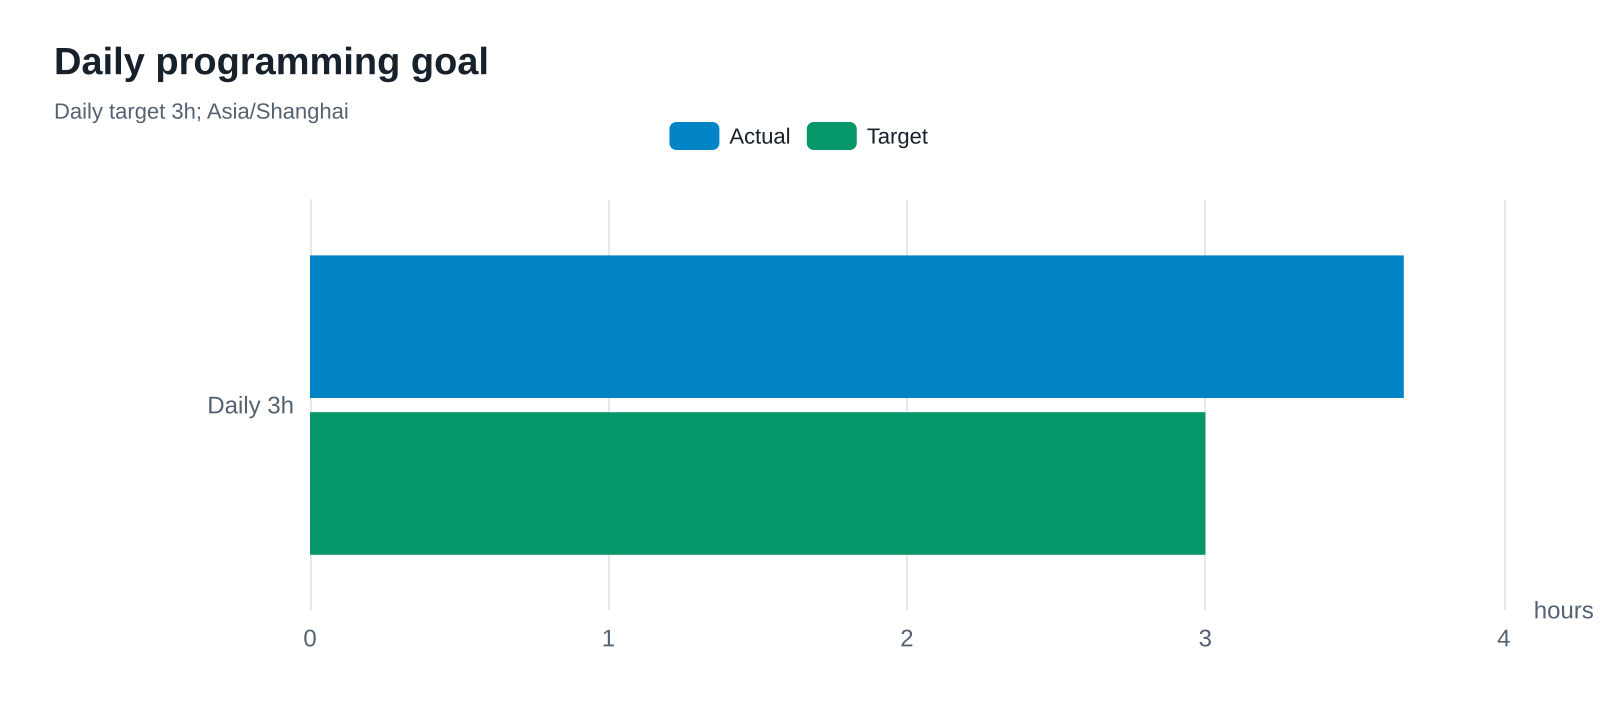 Daily programming goal
Daily target 3h; Asia/Shanghai
Actual Target
Daily 3h
hours
0 1 2 3 4